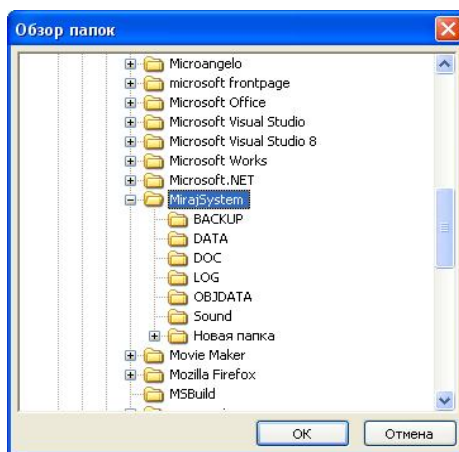 Обзор папок
Microangelo
microsoft frontpage
Microsoft Office
Microsoft Visual Studio
Microsoft Visual Studio 8
Microsoft Works
Microsoft.NET
MirajSystem
BACKUP
DATA
DOC
LOG
OBJDATA
Sound
Новая папка
Movie Maker
Mozilla Firefox
MSBuild
OK
Отмена